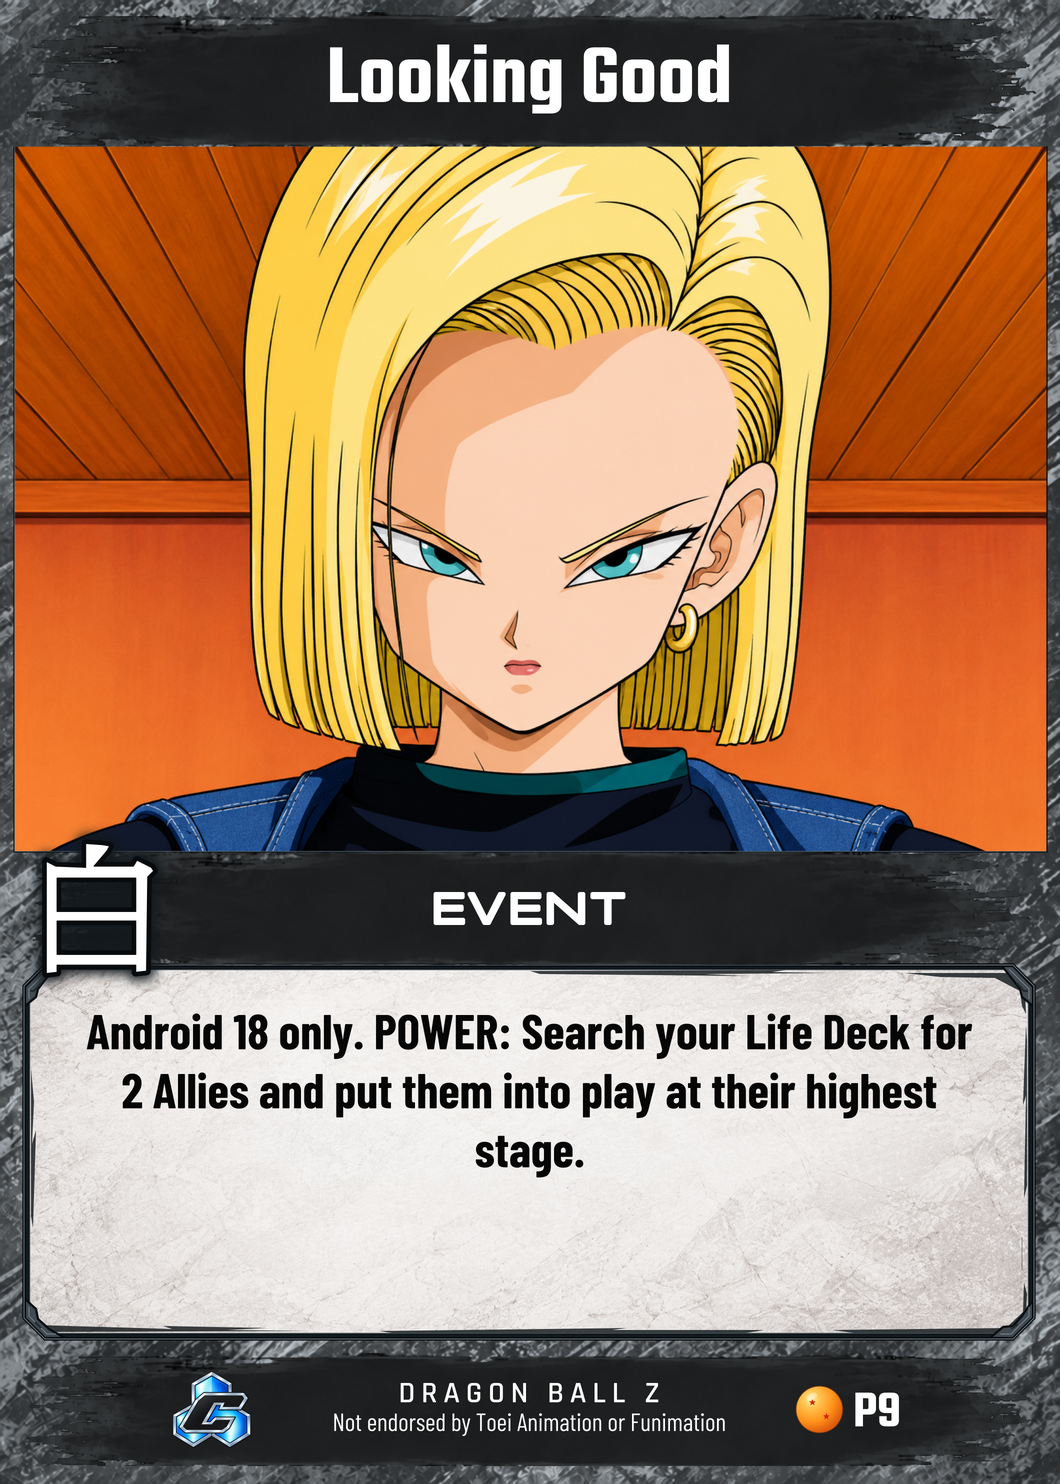 Looking Good
白
EVENT
Android 18 only. POWER: Search your Life Deck for
2 Allies and put them into play at their highest
stage.
DRAGON BALL Z
Not endorsed by Toei Animation or Funimation
P9